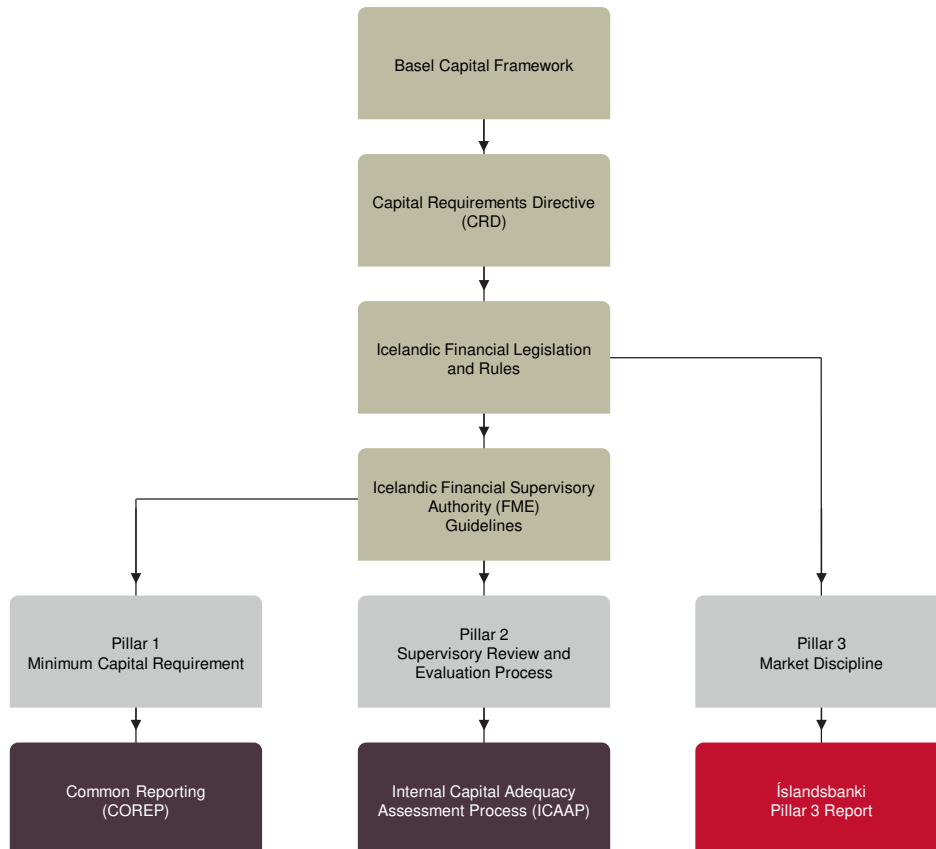 Basel Capital Framework
Capital Requirements Directive
(CRD)
Icelandic Financial Legislation
and Rules
Icelandic Financial Supervisory
Authority (FME)
Guidelines
Pillar 1
Minimum Capital Requirement
Pillar 2
Supervisory Review and
Evaluation Process
Pillar 3
Market Discipline
Common Reporting
(COREP)
Internal Capital Adequacy
Assessment Process (ICAAP)
Íslandsbanki
Pillar 3 Report